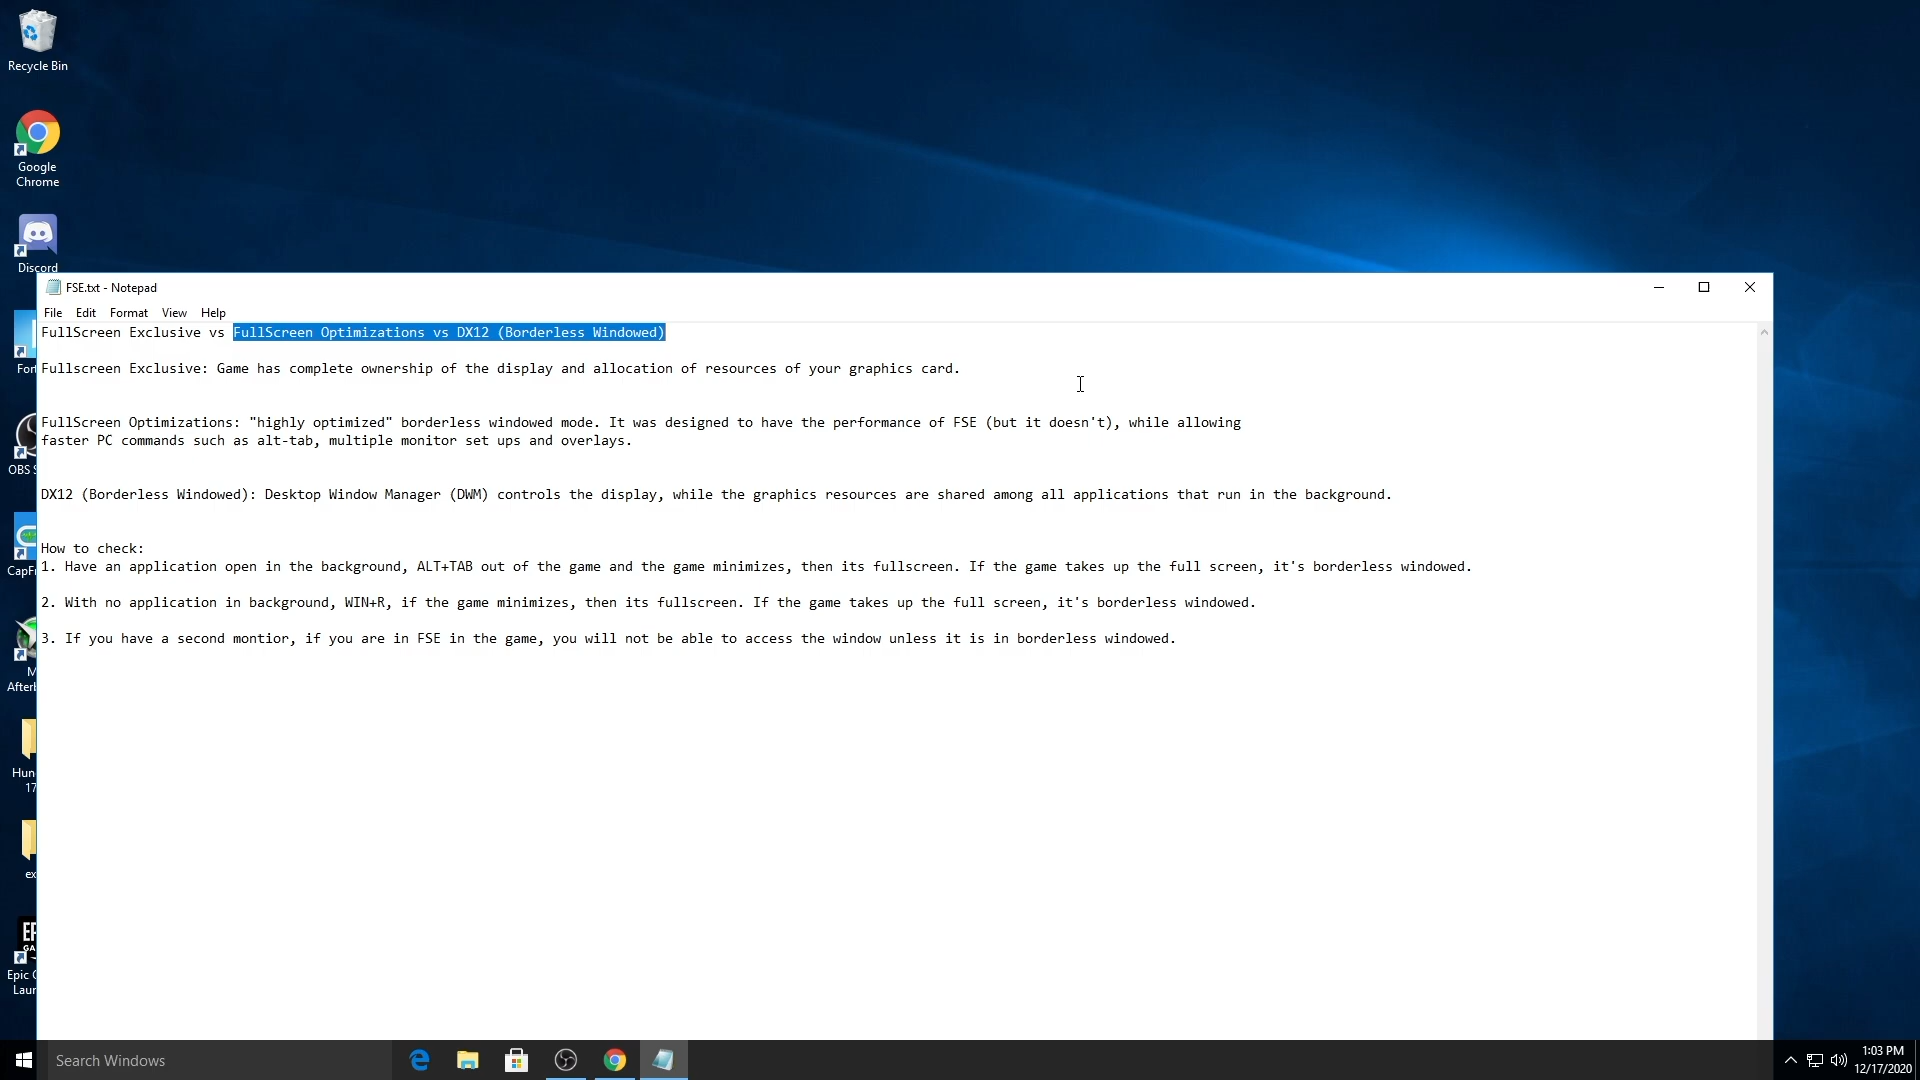 Recycle Bin
Google
Chrome
Discord
FSE.txt - Notepad
File Edit Format View Help
FullScreen Exclusive vs FullScreen Optimizations vs DX12 (Borderless Windowed)
Fullscreen Exclusive: Game has complete ownership of the display and allocation of resources of your graphics card.
FullScreen Optimizations: "highly optimized" borderless windowed mode. It was designed to have the performance of FSE (but it doesn't), while allowing
faster PC commands such as alt-tab, multiple monitor set ups and overlays.
DX12 (Borderless Windowed): Desktop Window Manager (DWM) controls the display, while the graphics resources are shared among all applications that run in the background.
How to check:
1. Have an application open in the background, ALT+TAB out of the game and the game minimizes, then its fullscreen. If the game takes up the full screen, it's borderless windowed.
2. With no application in background, WIN+R, if the game minimizes, then its fullscreen. If the game takes up the full screen, it's borderless windowed.
3. If you have a second montior, if you are in FSE in the game, you will not be able to access the window unless it is in borderless windowed.
OBS
17
Epic
Search Windows
1:03 PM
12/17/2020